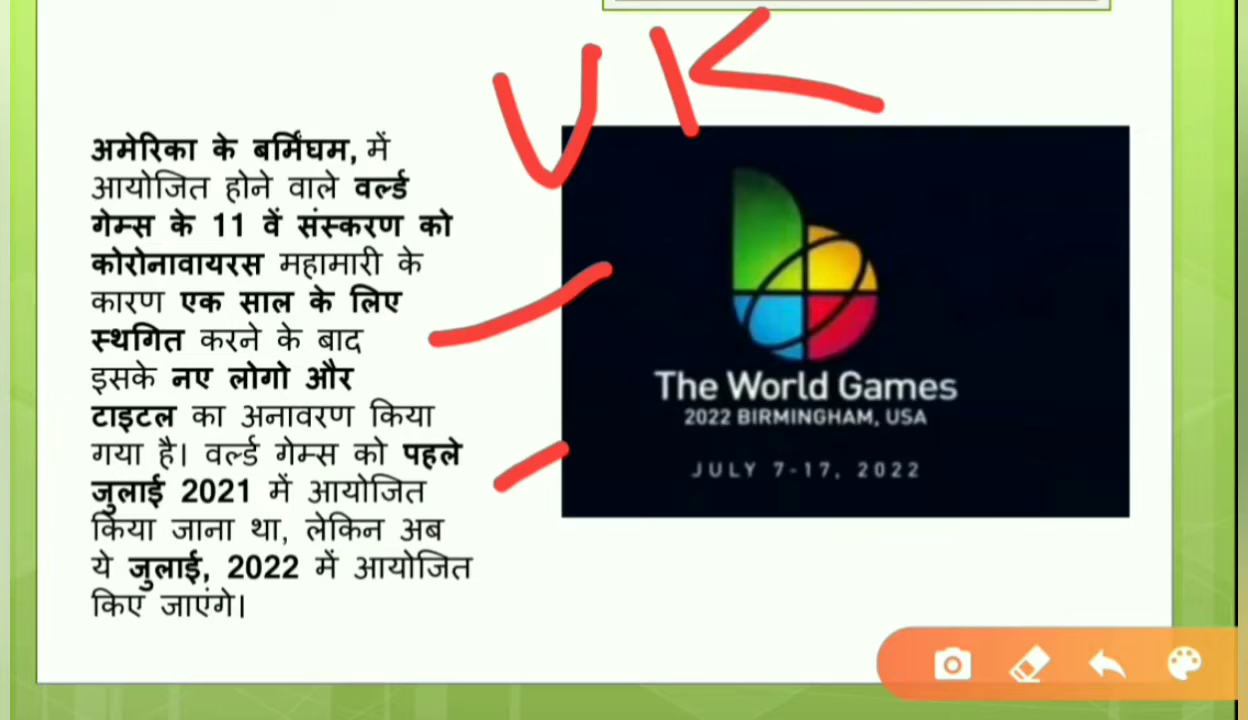 UK
अमेरिका के बर्मिंघम, में
आयोजित होने वाले वर्ल्ड
गेम्स के 11 वें संस्करण को
कोरोनावायरस महामारी के
कारण एक साल के लिए
स्थगित करने के बाद
इसके नए लोगो और
टाइटल का अनावरण किया
गया है। वर्ल्ड गेम्स को पहले
जुलाई 2021 में आयोजित
किया जाना था, लेकिन अब
ये जुलाई, 2022 में आयोजित
किए जाएंगे।
The World Games
2022 BIRMINGHAM, USA
JULY 7-17, 2022